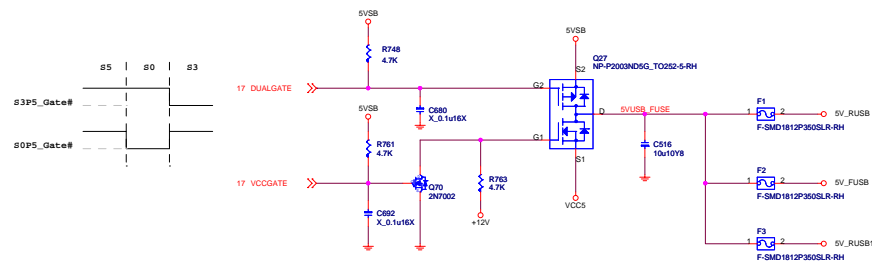 S5 S0 S3
S3P5_Gate#
S0P5_Gate#
5VSB
R748
4.7K
17 DUALGATE
C680
X_0.1u16X
5VSB
R761
4.7K
17 VCCGATE
Q70
2N7002
C692
X_0.1u16X
R763
4.7K
+12V
5VSB
Q27
NP-P2003ND5G_TO252-5-RH
S2
G2
D
G1
S1
VCC5
5VUSB_FUSE
C516
10u10Y8
F1
1 2
5V_RUSB
F-SMD1812P350SLR-RH
F2
1 2
5V_FUSB
F-SMD1812P350SLR-RH
F3
1 2
5V_RUSB1
F-SMD1812P350SLR-RH